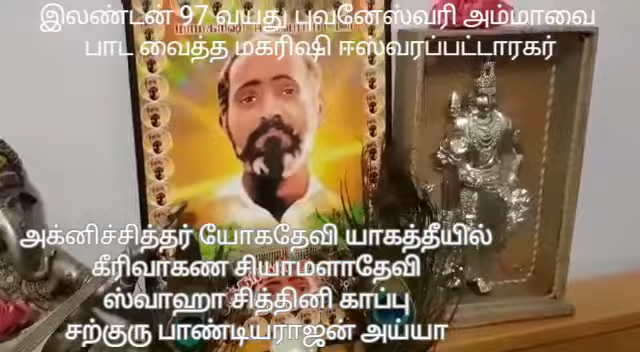 இலண்டன் 97 வயது புவனேஸ்வரி அம்மாவை
பாட வைத்த மகரிஷி ஈஸ்வரப்பட்டாரகர்
அக்னிச்சித்தர் யோகதேவி யாகத்தீயில்
கீரிவாகண சியாமளாதேவி
ஸ்வாஹா சித்தினி காப்பு
சற்குரு பாண்டியராஜன் அய்யா